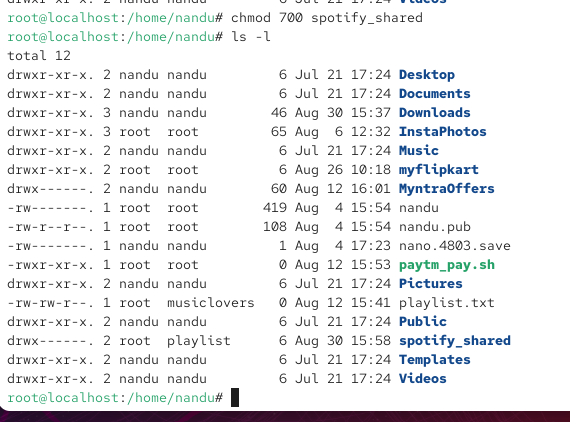 drwxr-xr-x. 2 nandu nandu 6 Jul 21 17:24 Videos
root@localhost:/home/nandu# chmod 700 spotify_shared
root@localhost:/home/nandu# ls -l
total 12
drwxr-xr-x. 2 nandu nandu 6 Jul 21 17:24 Desktop
drwxr-xr-x. 2 nandu nandu 6 Jul 21 17:24 Documents
drwxr-xr-x. 3 nandu nandu 46 Aug 30 15:37 Downloads
drwxr-xr-x. 3 root root 65 Aug 6 12:32 InstaPhotos
drwxr-xr-x. 2 nandu nandu 6 Jul 21 17:24 Music
drwxr-xr-x. 2 root root 6 Aug 26 10:18 myflipkart
drwx------. 2 nandu nandu 60 Aug 12 16:01 MyntraOffers
-rw-------. 1 root root 419 Aug 4 15:54 nandu
-rw-r--r--. 1 root root 108 Aug 4 15:54 nandu.pub
-rw-------. 1 nandu nandu 1 Aug 4 17:23 nano.4803.save
-rwxr-xr-x. 1 root root 0 Aug 12 15:53 paytm_pay.sh
drwxr-xr-x. 2 nandu nandu 6 Jul 21 17:24 Pictures
-rw-rw-r--. 1 root musiclovers 0 Aug 12 15:41 playlist.txt
drwxr-xr-x. 2 nandu nandu 6 Jul 21 17:24 Public
drwx------. 2 root playlist 6 Aug 30 15:58 spotify_shared
drwxr-xr-x. 2 nandu nandu 6 Jul 21 17:24 Templates
drwxr-xr-x. 2 nandu nandu 6 Jul 21 17:24 Videos
root@localhost:/home/nandu#